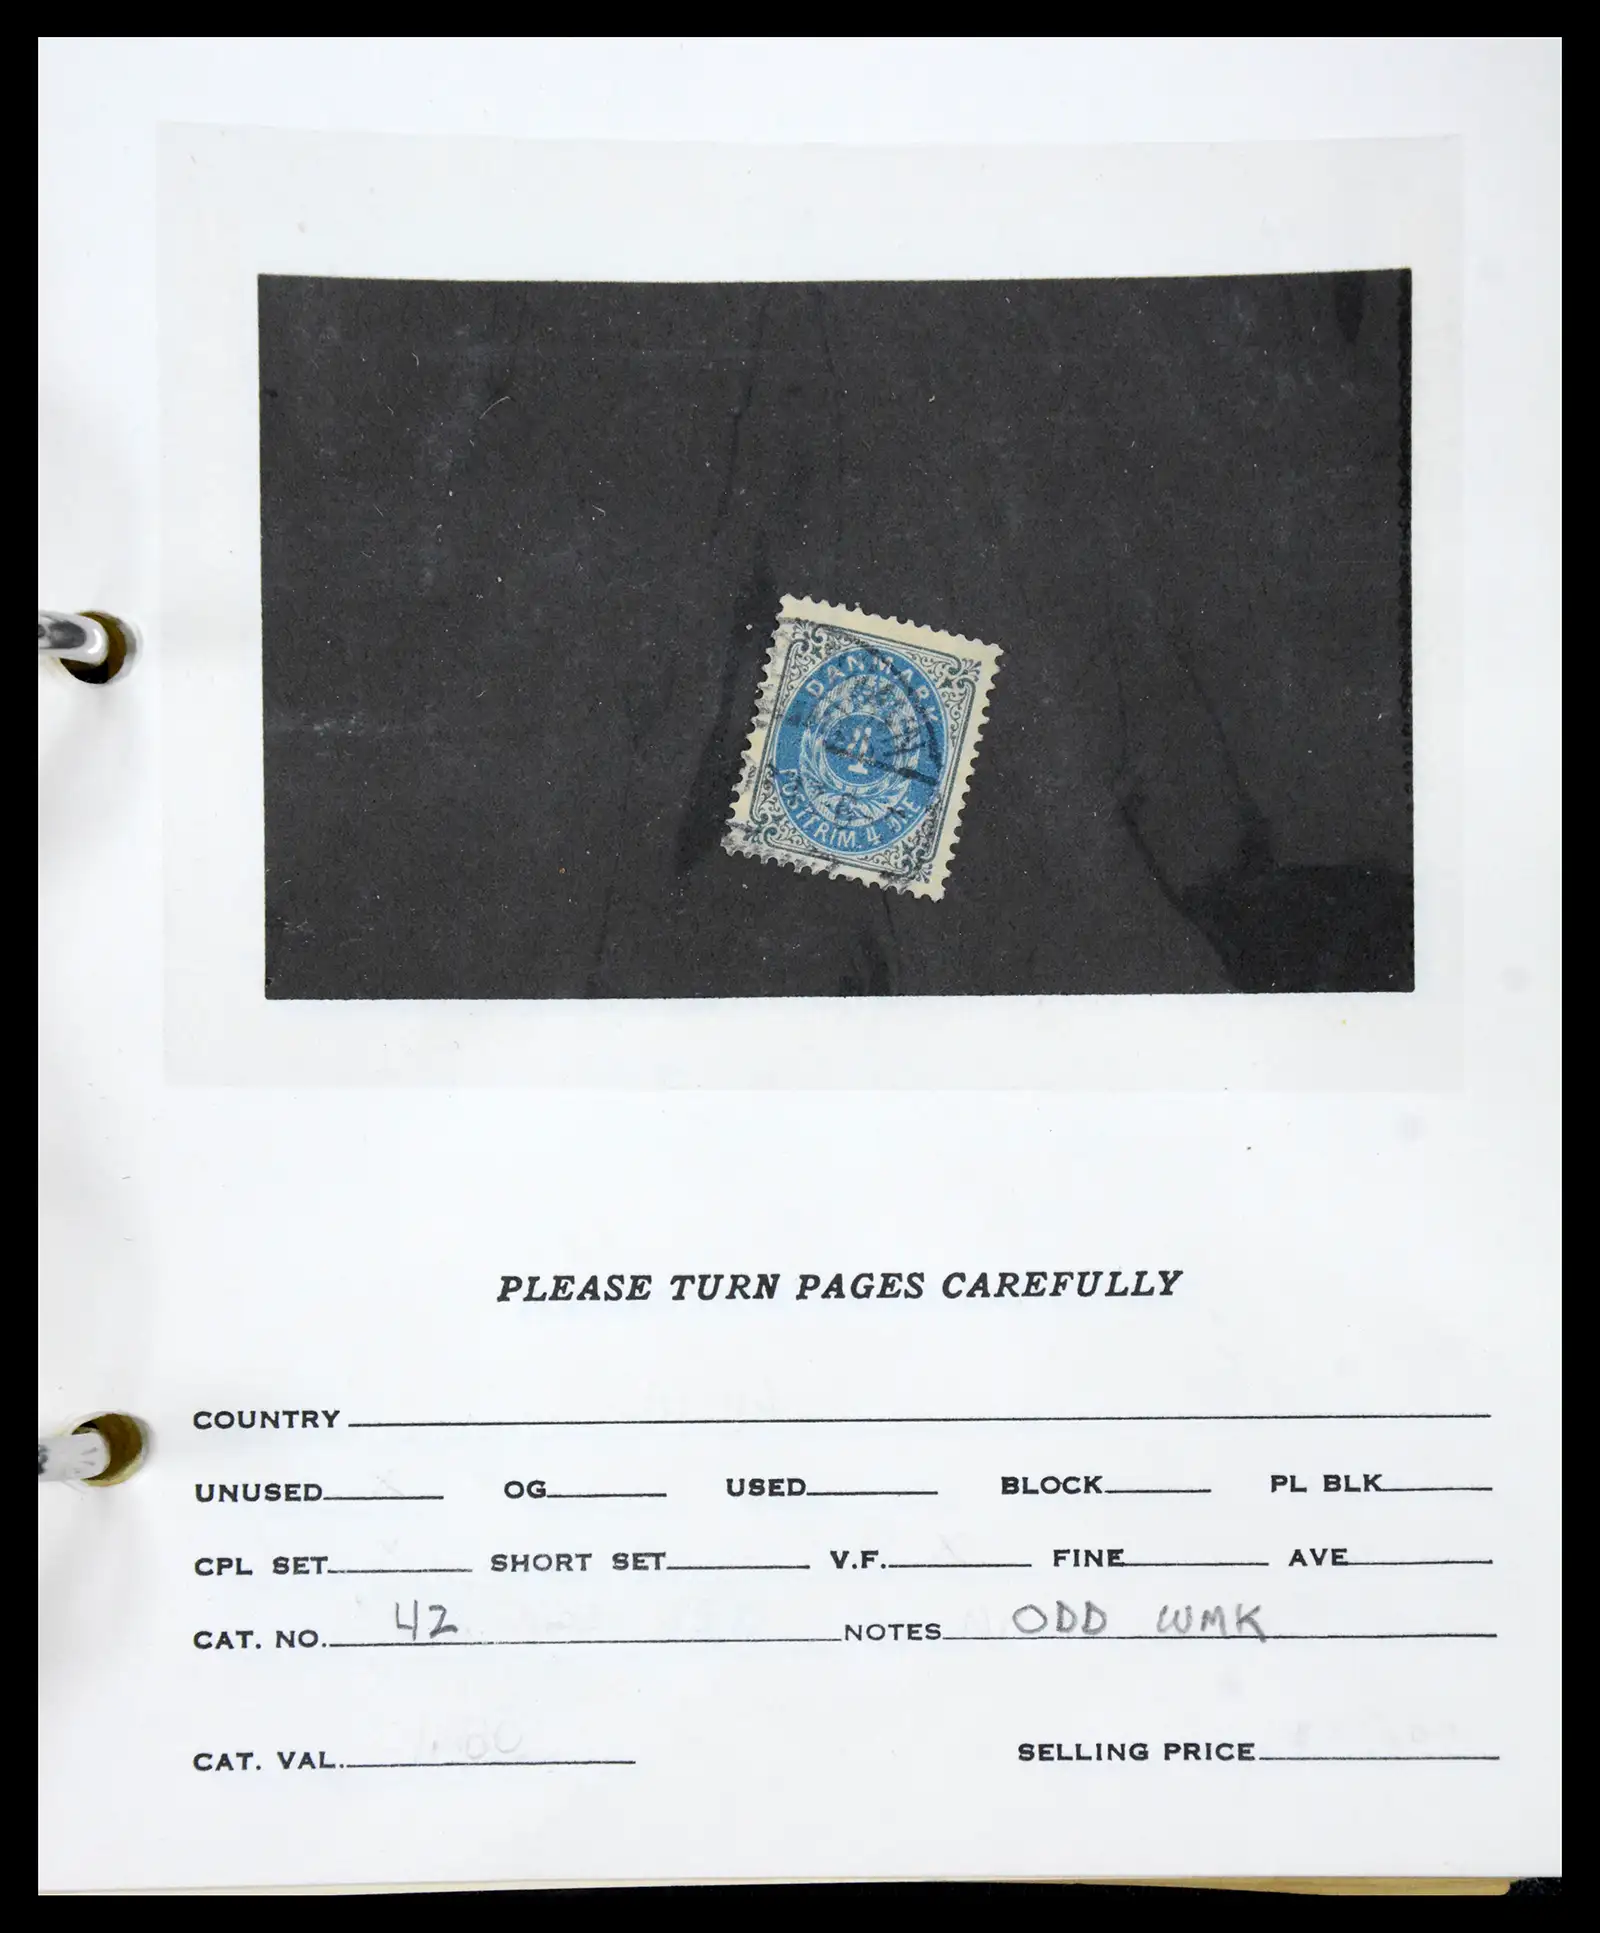 DANMARK
4
POSTFRIM. 4 ØRE
PLEASE TURN PAGES CAREFULLY
COUNTRY
UNUSED OG USED BLOCK PL BLK
CPL SET SHORT SET V.F. FINE AVE
CAT. NO. 42 NOTES ODD WMK
CAT. VAL. SELLING PRICE